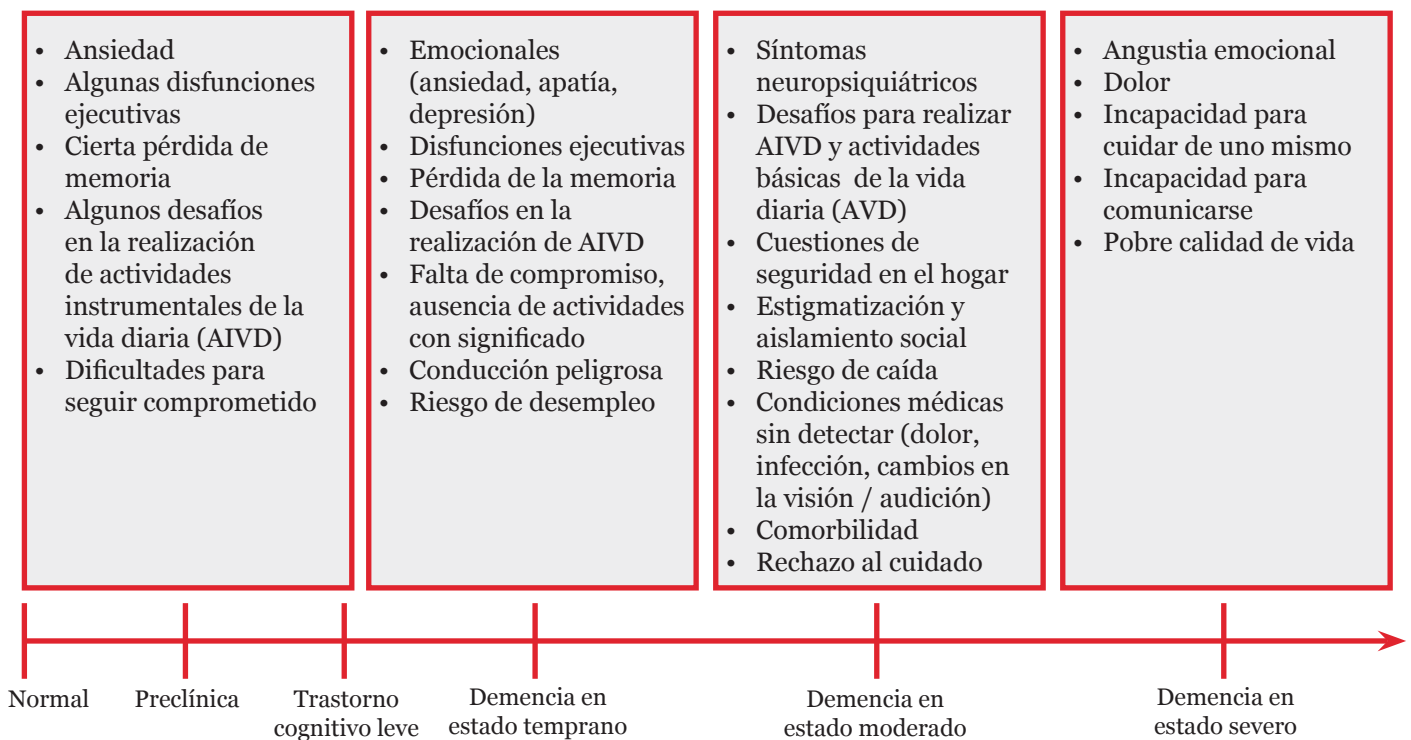 • Ansiedad
• Algunas disfunciones
ejecutivas
• Cierta pérdida de
memoria
• Algunos desafíos
en la realización
de actividades
instrumentales de la
vida diaria (AIVD)
• Dificultades para
seguir comprometido
• Emocionales
(ansiedad, apatía,
depresión)
• Disfunciones ejecutivas
• Pérdida de la memoria
• Desafíos en la
realización de AIVD
• Falta de compromiso,
ausencia de actividades
con significado
• Conducción peligrosa
• Riesgo de desempleo
• Síntomas
neuropsiquiátricos
• Desafíos para realizar
AIVD y actividades
básicas de la vida
diaria (AVD)
• Cuestiones de
seguridad en el hogar
• Estigmatización y
aislamiento social
• Riesgo de caída
• Condiciones médicas
sin detectar (dolor,
infección, cambios en
la visión / audición)
• Comorbilidad
• Rechazo al cuidado
• Angustia emocional
• Dolor
• Incapacidad para
cuidar de uno mismo
• Incapacidad para
comunicarse
• Pobre calidad de vida
Normal
Preclínica
Trastorno
cognitivo leve
Demencia en
estado temprano
Demencia en
estado moderado
Demencia en
estado severo